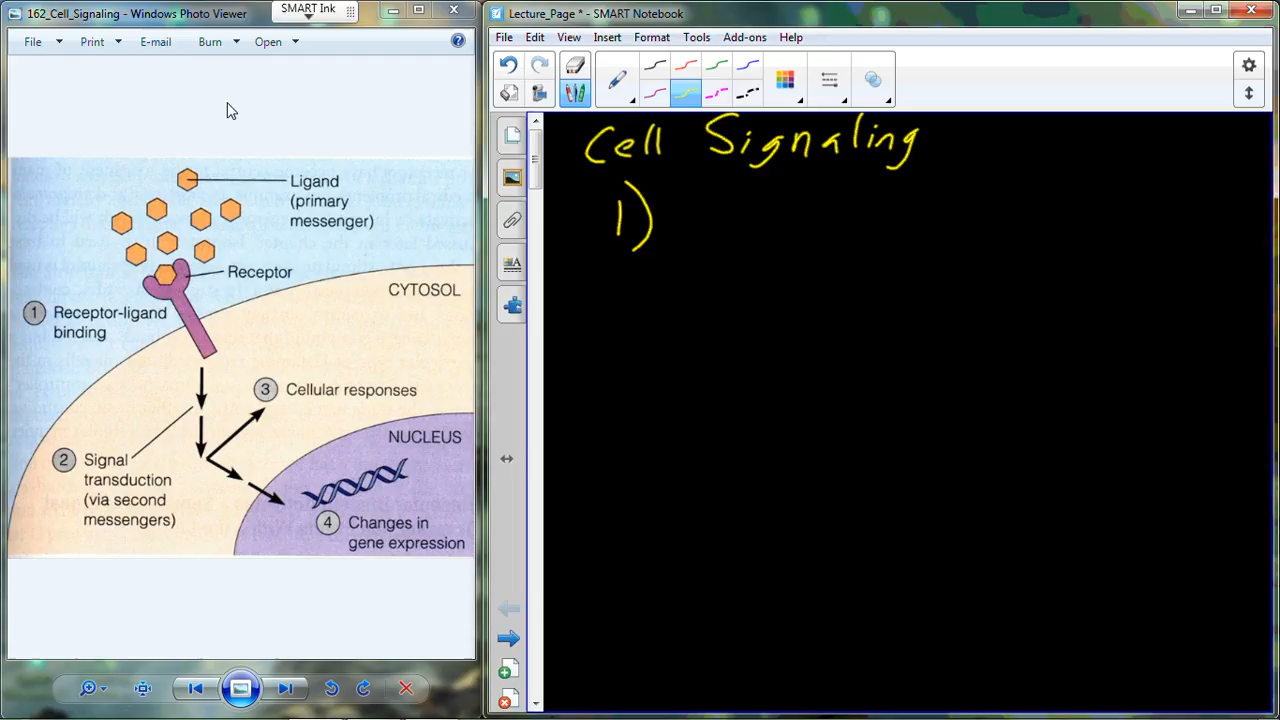 162_Cell_Signaling - Windows Photo Viewer
SMART Ink
File Print E-mail Burn Open
Ligand
(primary
messenger)
Receptor
CYTOSOL
1 Receptor-ligand
binding
3 Cellular responses
NUCLEUS
2 Signal
transduction
(via second
messengers)
4 Changes in
gene expression
Lecture_Page * - SMART Notebook
File Edit View Insert Format Tools Add-ons Help
Cell Signaling
1)